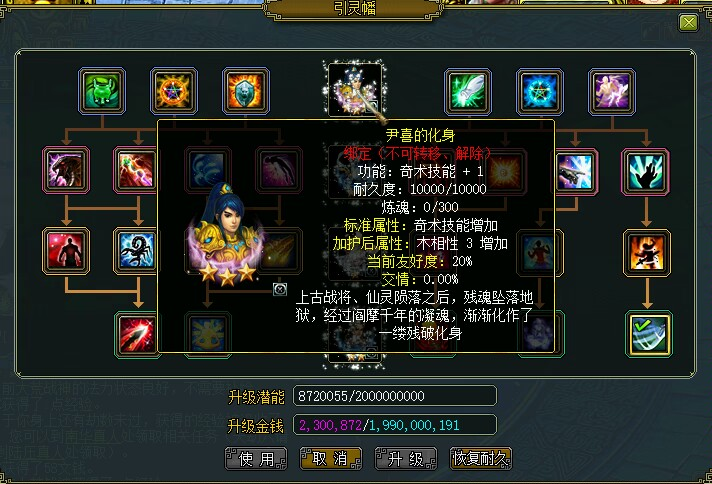 引灵幡
尹喜的化身
绑定（不可转移、解除）
功能：奇术技能 + 1
耐久度：10000/10000
炼魂：0/300
标准属性：奇术技能增加
加护后属性：木相性 3 增加
当前友好度：20%
交情：0.00%
上古战将、仙灵陨落之后，残魂坠落地
狱，经过阎摩千年的凝魂，渐渐化作了
一缕残破化身
升级潜能 8720055/2000000000
升级金钱 2,300,872/1,990,000,191
使 用 取 消 升 级 恢复耐久